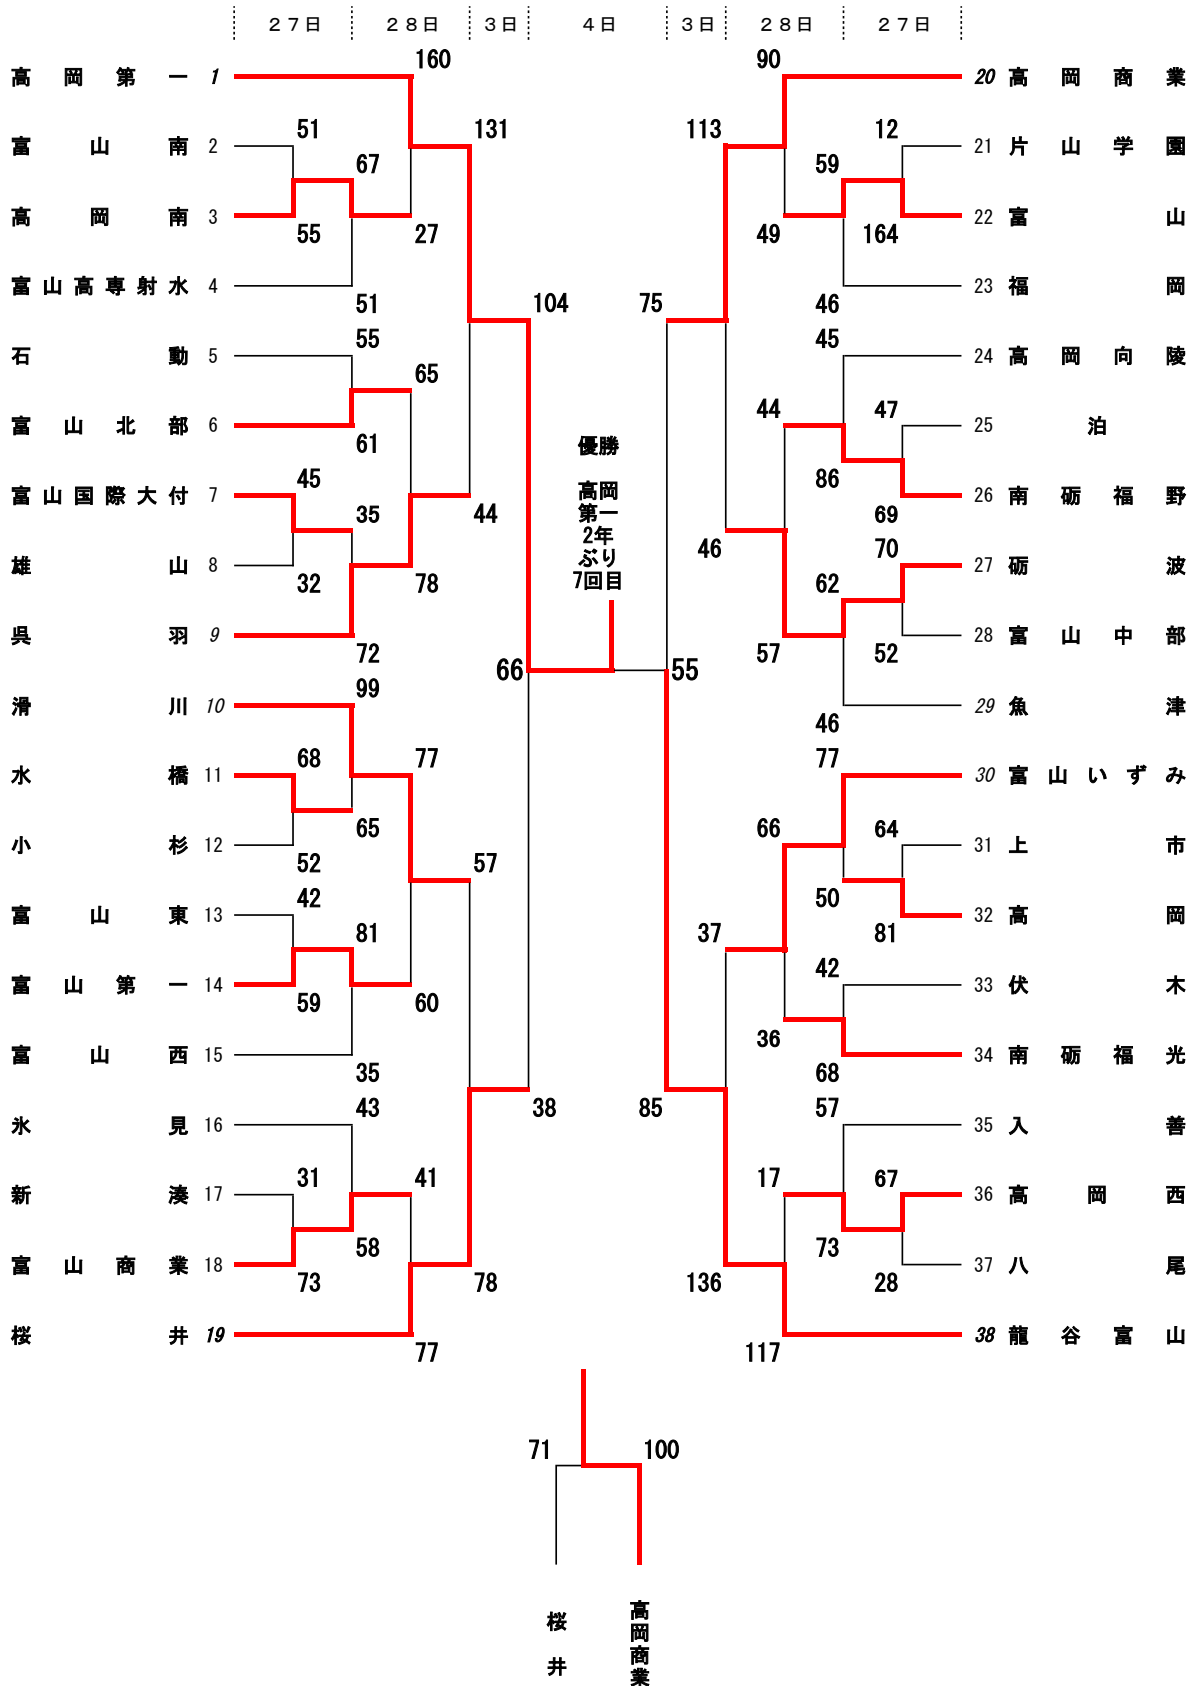 ２７日 ２８日 ３日 ４日 ３日 ２８日 ２７日
160 90
高岡第一 1 20 高岡商業
51 131 113 12
富山南 2 21 片山学園
67 59
高岡南 3 22 富山
55 27 49 164
富山高専射水 4 23 福岡
51 104 75 46
55 45
石動 5 24 高岡向陵
65 44 47
富山北部 6 25 泊
61 優勝 86
45
富山国際大付 7 高岡 26 南砺福野
35 44 第一 69
2年 46 70
雄山 8 ぶり 27 砺波
32 78 7回目 62
呉羽 9 28 富山中部
72 66 55 57 52
99
滑川 10 29 魚津
46
68 77 77
水橋 11 30 富山いずみ
65 66 64
小杉 12 31 上市
52 57
42 50
富山東 13 32 高岡
81 37 81
42
富山第一 14 33 伏木
59 60 36
富山西 15 34 南砺福光
35 68
43 38 85 57
氷見 16 35 入善
31 41 17 67
新湊 17 36 高岡西
58 73
富山商業 18 37 八尾
73 78 136 28
桜井 19 38 龍谷富山
77 117
71 100
桜井 高岡商業